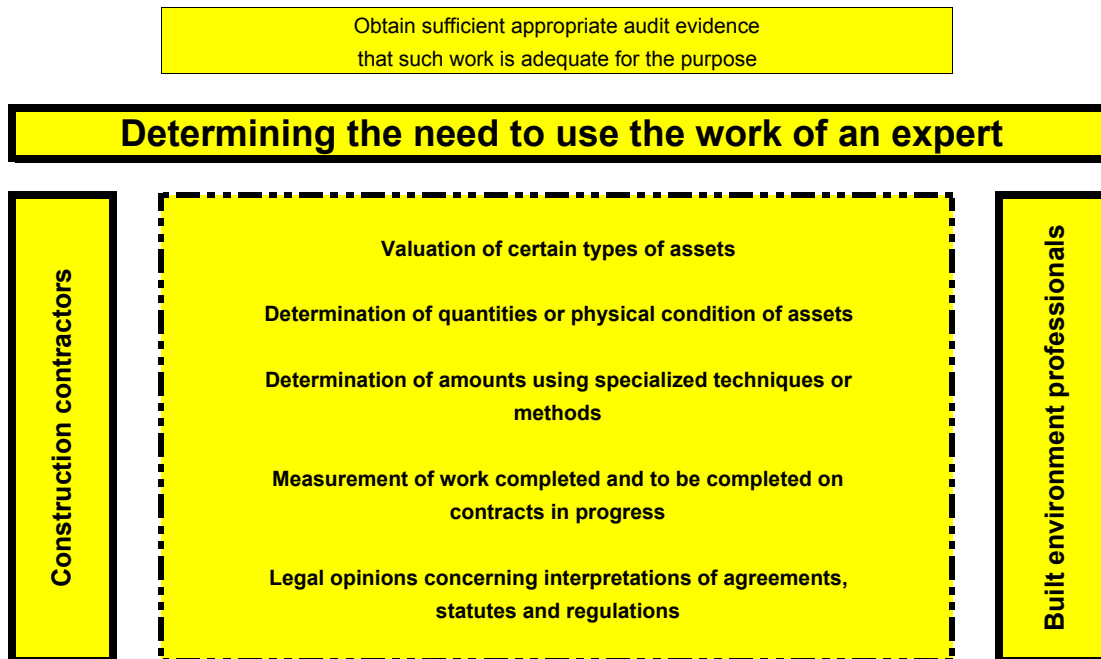 Obtain sufficient appropriate audit evidence
that such work is adequate for the purpose
Determining the need to use the work of an expert
Construction contractors
Valuation of certain types of assets
Determination of quantities or physical condition of assets
Determination of amounts using specialized techniques or
methods
Measurement of work completed and to be completed on
contracts in progress
Legal opinions concerning interpretations of agreements,
statutes and regulations
Built environment professionals